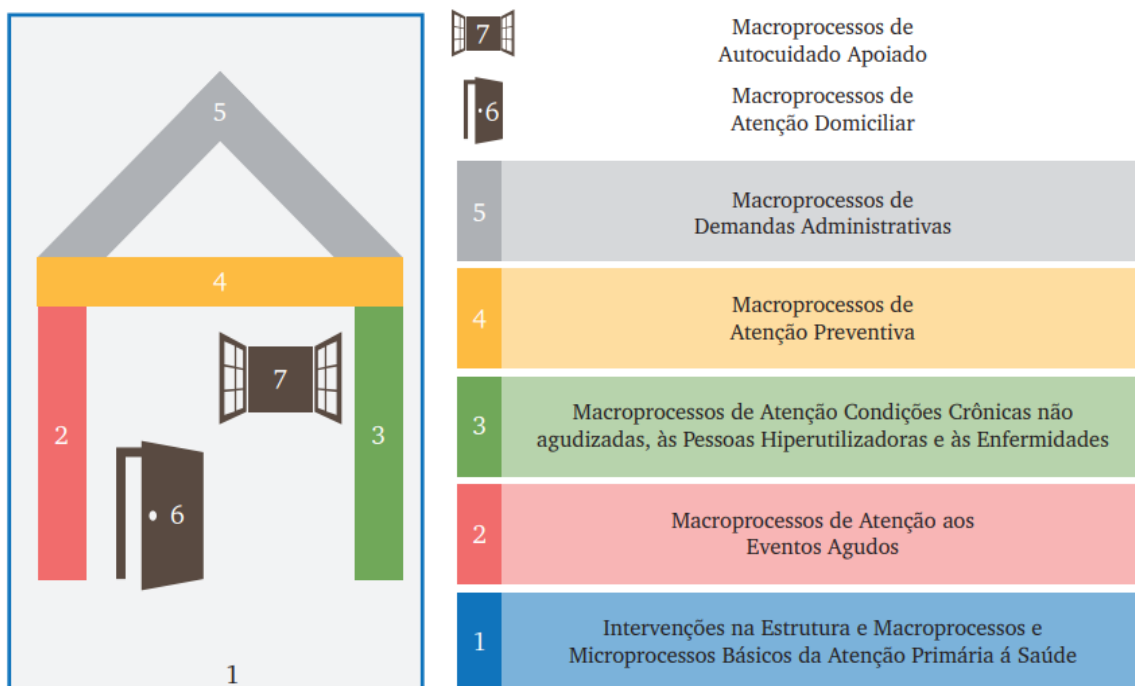 5
4
7
2
3
6
1
7
Macroprocessos de
Autocuidado Apoiado
6
Macroprocessos de
Atenção Domiciliar
5
Macroprocessos de
Demandas Administrativas
4
Macroprocessos de
Atenção Preventiva
3
Macroprocessos de Atenção Condições Crônicas não
agudizadas, às Pessoas Hiperutilizadoras e às Enfermidades
2
Macroprocessos de Atenção aos
Eventos Agudos
1
Intervenções na Estrutura e Macroprocessos e
Microprocessos Básicos da Atenção Primária á Saúde